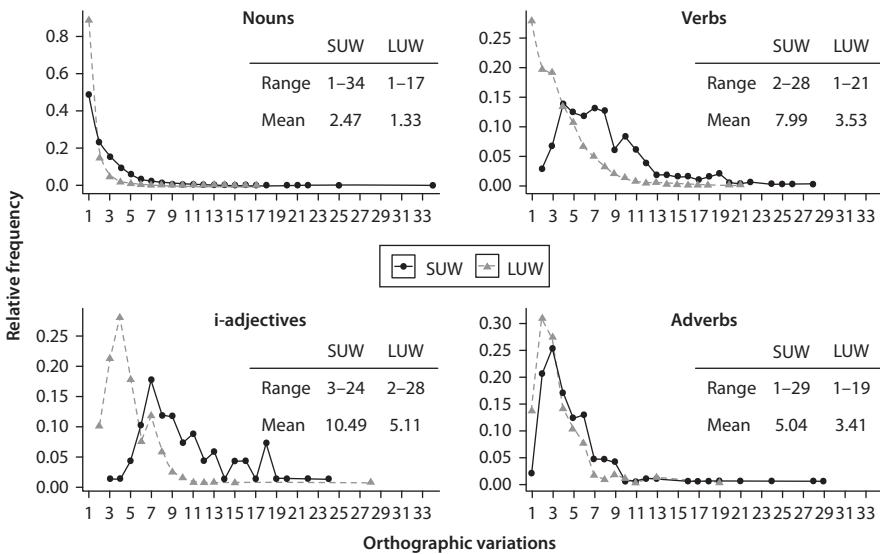 Nouns
0.8
0.6
0.4
0.2
0.0
SUW LUW
Range 1–34 1–17
Mean 2.47 1.33
1 3 5 7 9 11 13 15 17 19 21 23 25 27 29 31 33
Verbs
0.25
0.20
0.15
0.10
0.05
0.00
SUW LUW
Range 2–28 1–21
Mean 7.99 3.53
1 3 5 7 9 11 13 15 17 19 21 23 25 27 29 31 33
Relative frequency
SUW LUW
i-adjectives
0.25
0.20
0.15
0.10
0.05
0.00
SUW LUW
Range 3–24 2–28
Mean 10.49 5.11
1 3 5 7 9 11 13 15 17 19 21 23 25 27 29 31 33
Adverbs
0.30
0.25
0.20
0.15
0.10
0.05
0.00
SUW LUW
Range 1–29 1–19
Mean 5.04 3.41
1 3 5 7 9 11 13 15 17 19 21 23 25 27 29 31 33
Orthographic variations